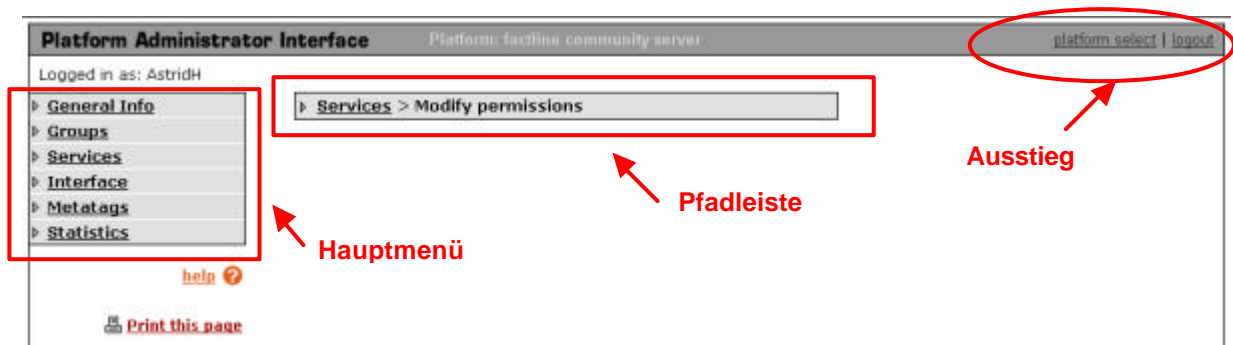 Platform Administrator Interface Platform: factline community server platform select | logout
Logged in as: AstridH
General Info
Groups
Services
Interface
Metatags
Statistics
Services > Modify permissions
Ausstieg
Pfadleiste
Hauptmenü
help
Print this page